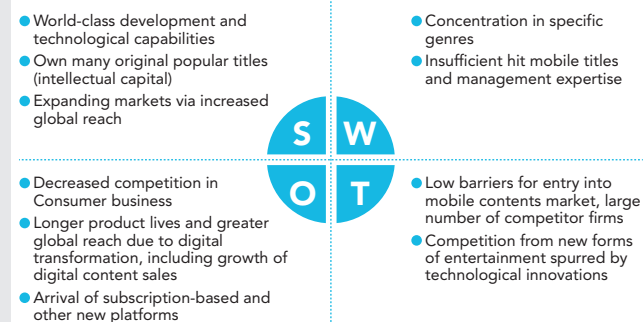 ● World-class development and
technological capabilities
● Own many original popular titles
(intellectual capital)
● Expanding markets via increased
global reach
● Concentration in specific
genres
● Insufficient hit mobile titles
and management expertise
S W
O T
● Decreased competition in
Consumer business
● Longer product lives and greater
global reach due to digital
transformation, including growth of
digital content sales
● Arrival of subscription-based and
other new platforms
● Low barriers for entry into
mobile contents market, large
number of competitor firms
● Competition from new forms
of entertainment spurred by
technological innovations